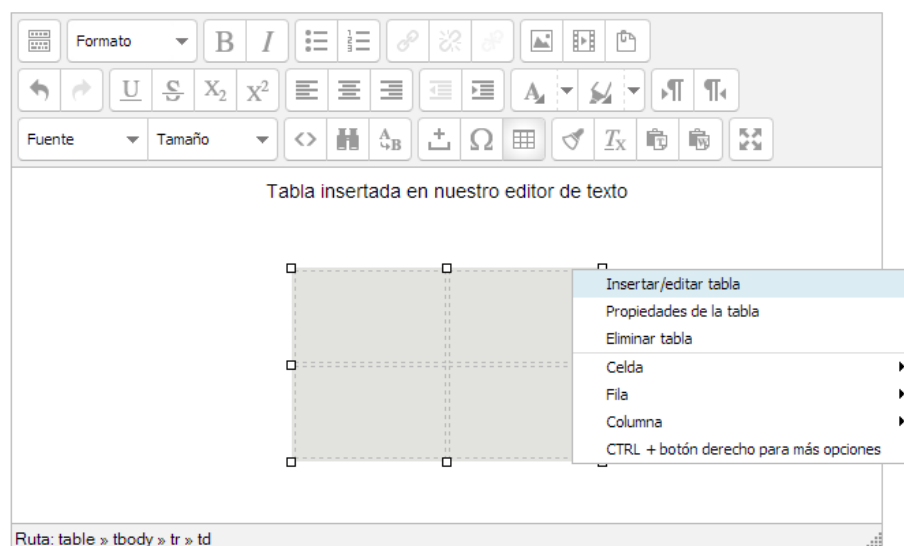 Formato B I
U S X2 X2 A
Fuente Tamaño <> A B Ω Tx T W
Tabla insertada en nuestro editor de texto
Insertar/editar tabla
Propiedades de la tabla
Eliminar tabla
Celda
Fila
Columna
CTRL + botón derecho para más opciones
Ruta: table » tbody » tr » td